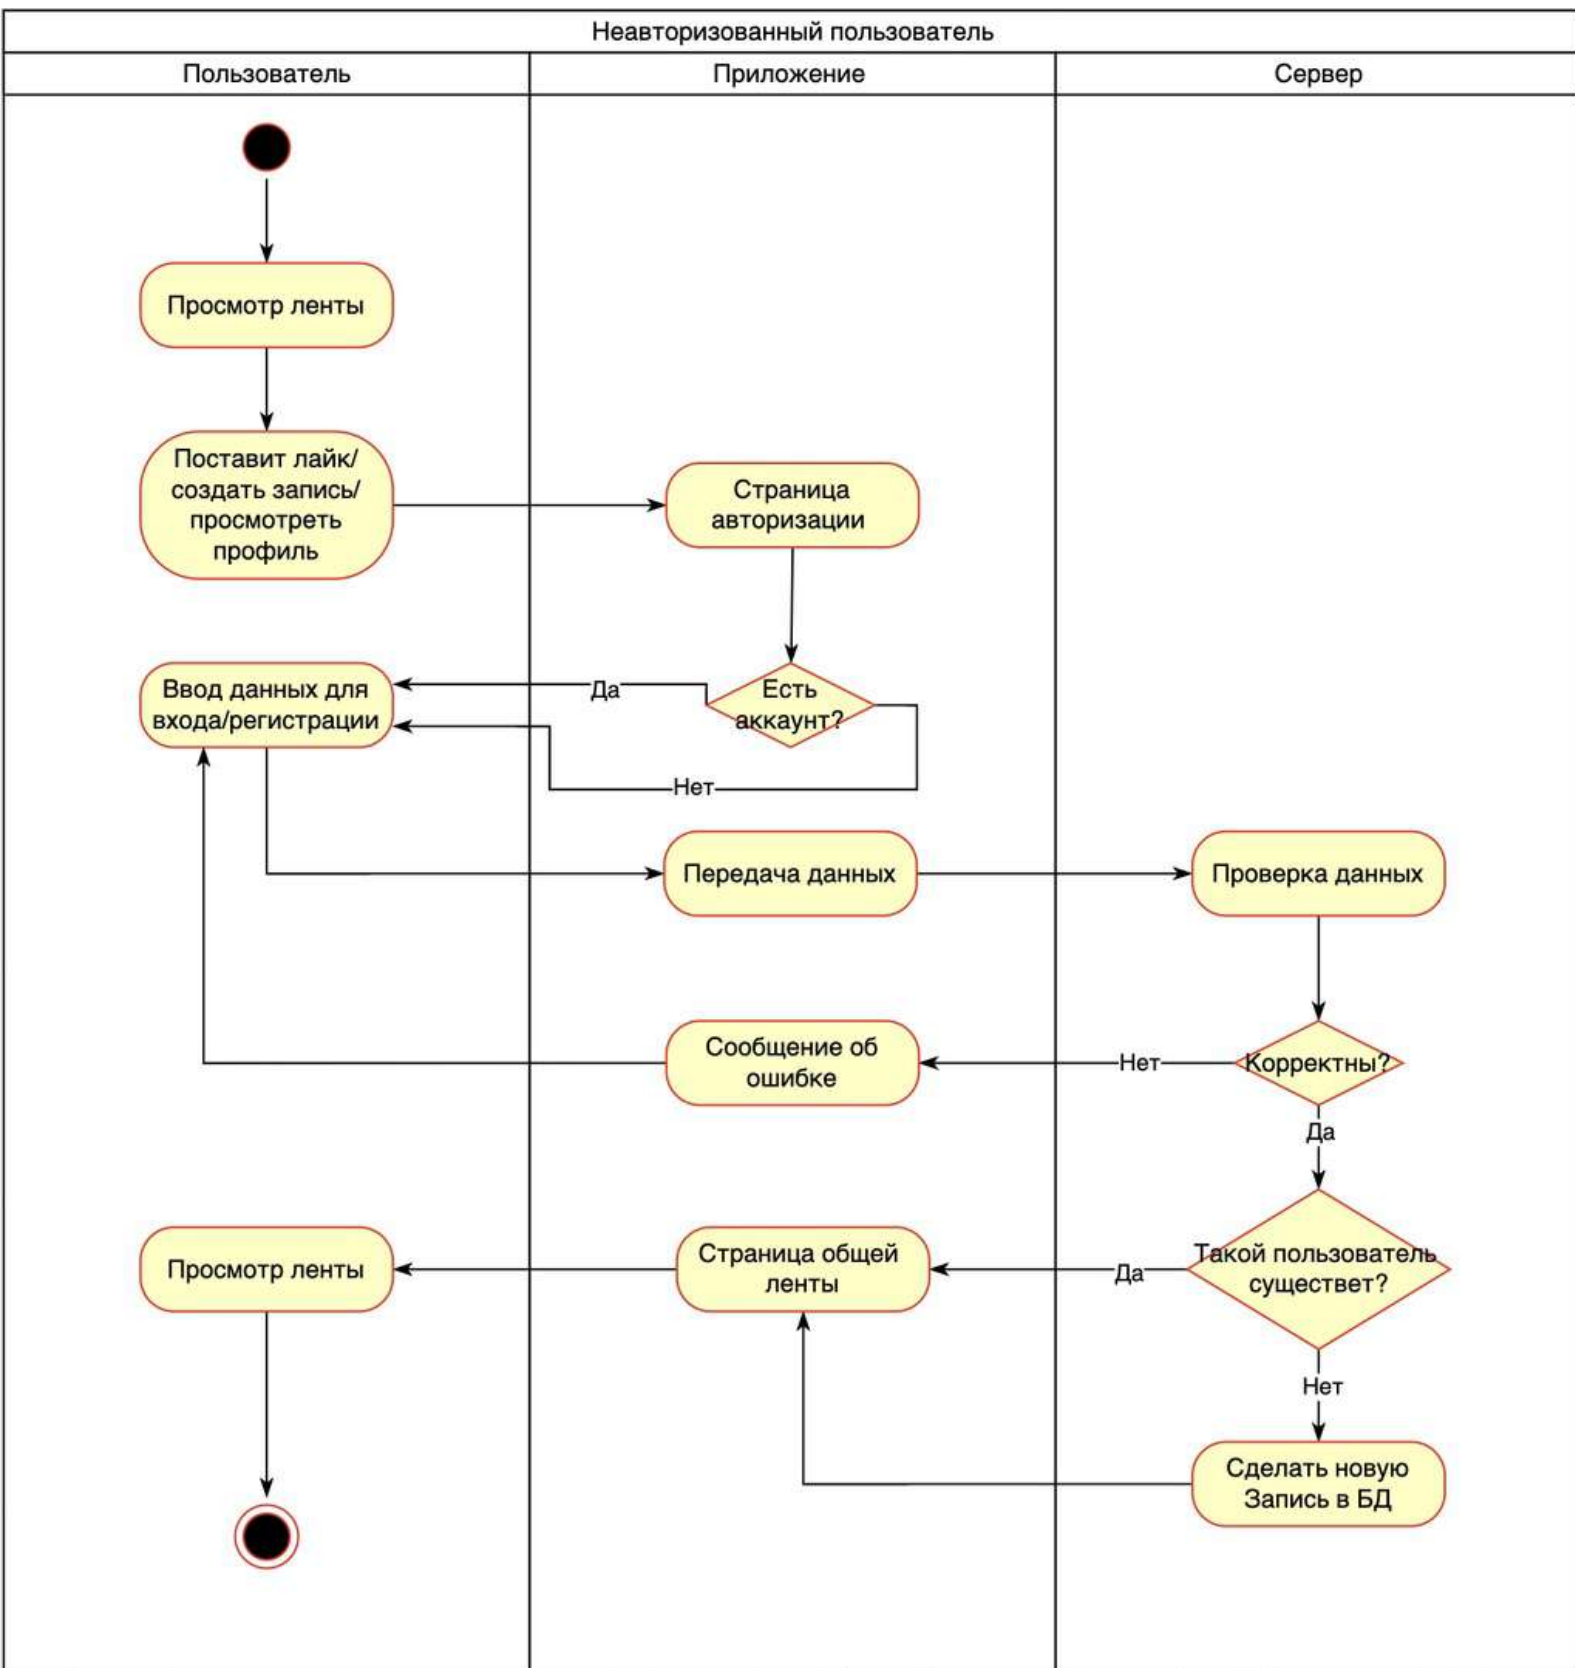 Неавторизованный пользователь
Пользователь
Приложение
Сервер
Просмотр ленты
Поставит лайк/
создать запись/
просмотреть
профиль
Страница
авторизации
Есть
аккаунт?
Да
Нет
Ввод данных для
входа/регистрации
Передача данных
Проверка данных
Корректны?
Нет
Да
Сообщение об
ошибке
Такой пользователь
существет?
Да
Нет
Страница общей
ленты
Просмотр ленты
Сделать новую
Запись в БД